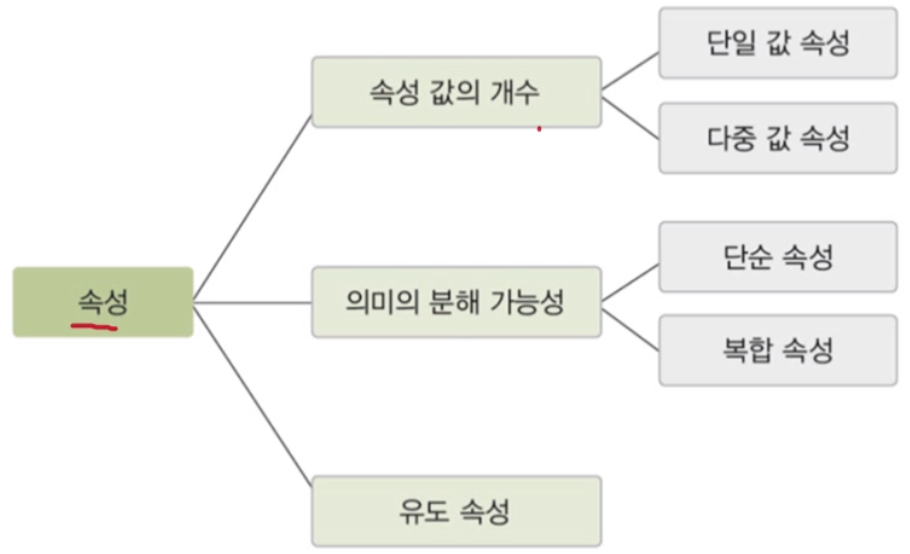 속성
속성 값의 개수
단일 값 속성
다중 값 속성
의미의 분해 가능성
단순 속성
복합 속성
유도 속성